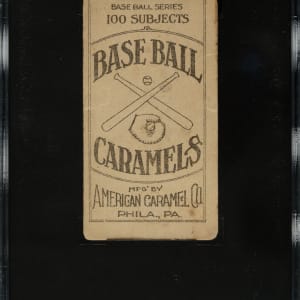 BASE BALL SERIES
100 SUBJECTS
BASE BALL
CARAMELS
MFG BY
AMERICAN CARAMEL CO
PHILA., PA